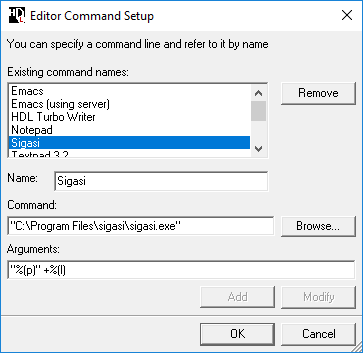 HDL
Editor Command Setup
You can specify a command line and refer to it by name
Existing command names:
Emacs
Emacs (using server)
HDL Turbo Writer
Notepad
Sigasi
Textpad 3.2
Remove
Name:
Sigasi
Command:
"C:\Program Files\sigasi\sigasi.exe"
Browse...
Arguments:
"%(p)" +%(l)
Add
Modify
OK
Cancel